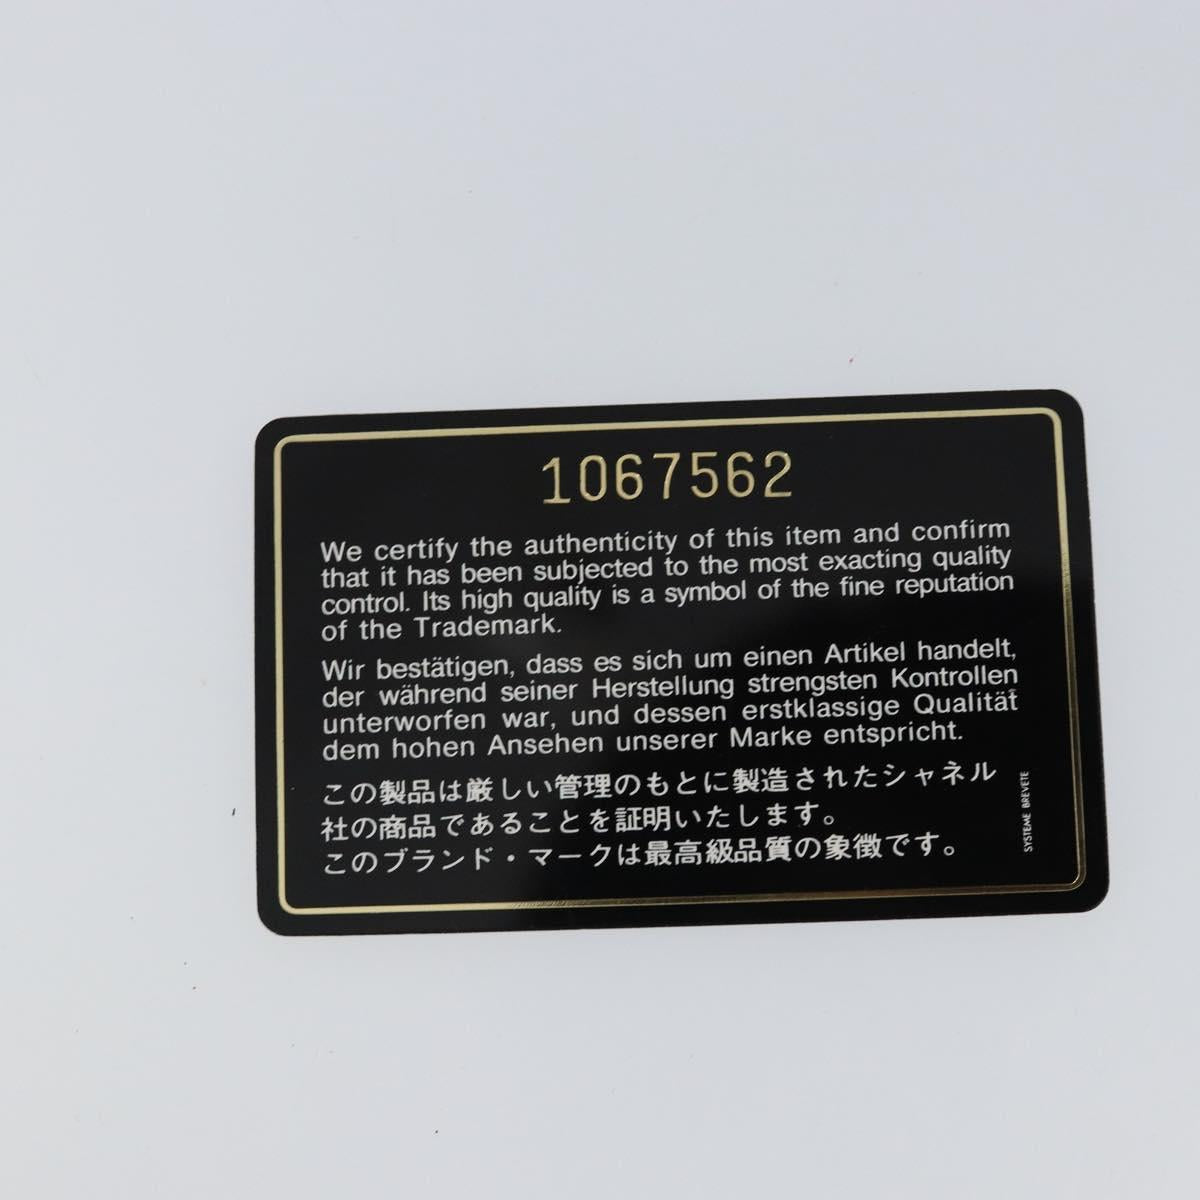 1067562
We certify the authenticity of this item and confirm
that it has been subjected to the most exacting quality
control. Its high quality is a symbol of the fine reputation
of the Trademark.
Wir bestätigen, dass es sich um einen Artikel handelt,
der während seiner Herstellung strengsten Kontrollen
unterworfen war, und dessen erstklassige Qualität
dem hohen Ansehen unserer Marke entspricht.
この製品は厳しい管理のもとに製造されたシャネル
社の商品であることを証明いたします。
このブランド・マークは最高級品質の象徴です。
SYSTEME BREVETE